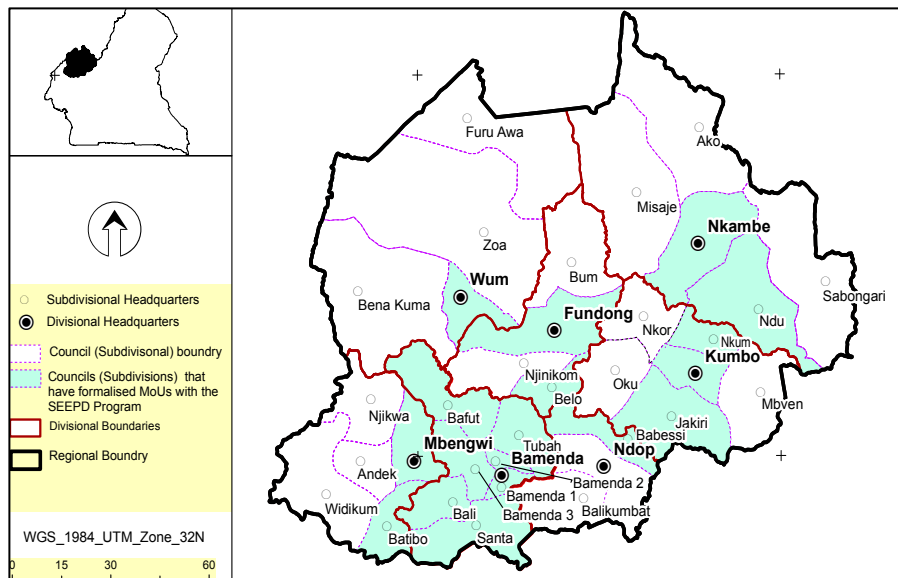 Subdivisional Headquarters
Divisional Headquarters
Council (Subdivisonal) boundry
Councils (Subdivisions) that
have formalised MoUs with the
SEEPD Program
Divisional Boundaries
Regional Boundry
WGS_1984_UTM_Zone_32N
0 15 30 60
Furu Awa
Ako
Misaje
Nkambe
Zoa
Bum
Wum
Sabongari
Bena Kuma
Fundong
Nkor
Ndu
Nkum
Kumbo
Njinikom
Oku
Belo
Mbven
Njikwa
Bafut
Jakiri
Babessi
Mbengwi
Tubah
Ndop
Bamenda
Andek
Bamenda 2
Bamenda 1
Widikum
Bali
Bamenda 3
Balikumbat
Batibo
Santa